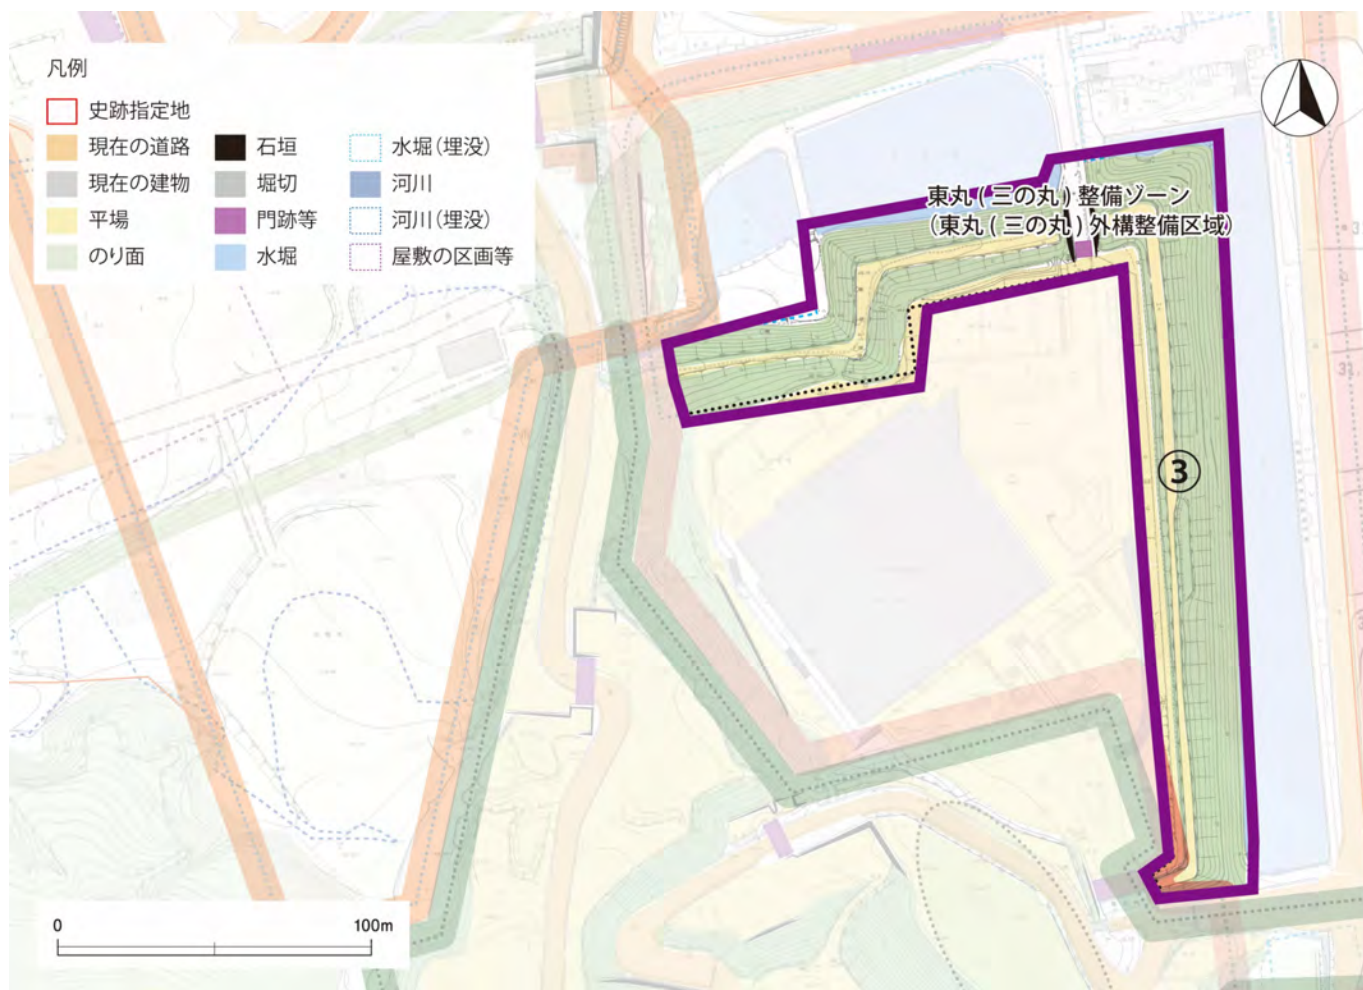 凡例
史跡指定地
現在の道路
石垣
水堀(埋没)
現在の建物
堀切
河川
平場
門跡等
河川(埋没)
のり面
水堀
屋敷の区画等
東丸(三の丸)整備ゾーン
(東丸(三の丸)外構整備区域)
③
0
100m